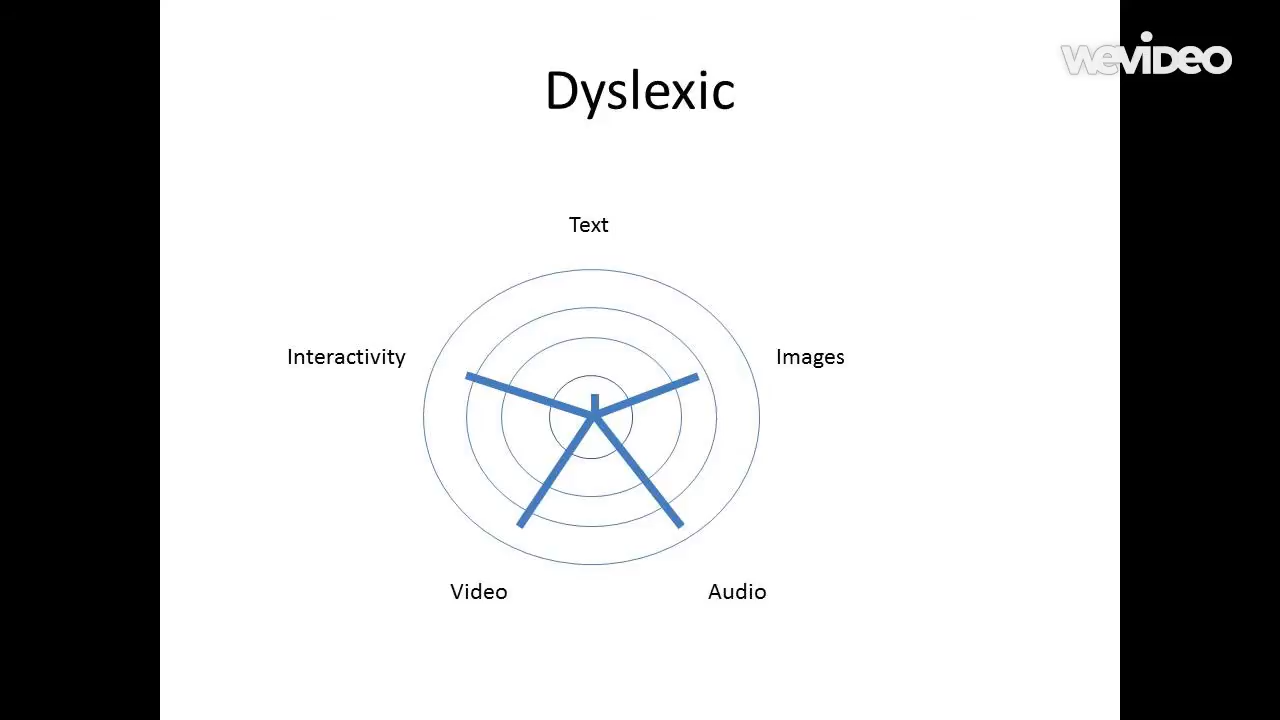 wevideo
Dyslexic
Text
Interactivity
Images
Video
Audio